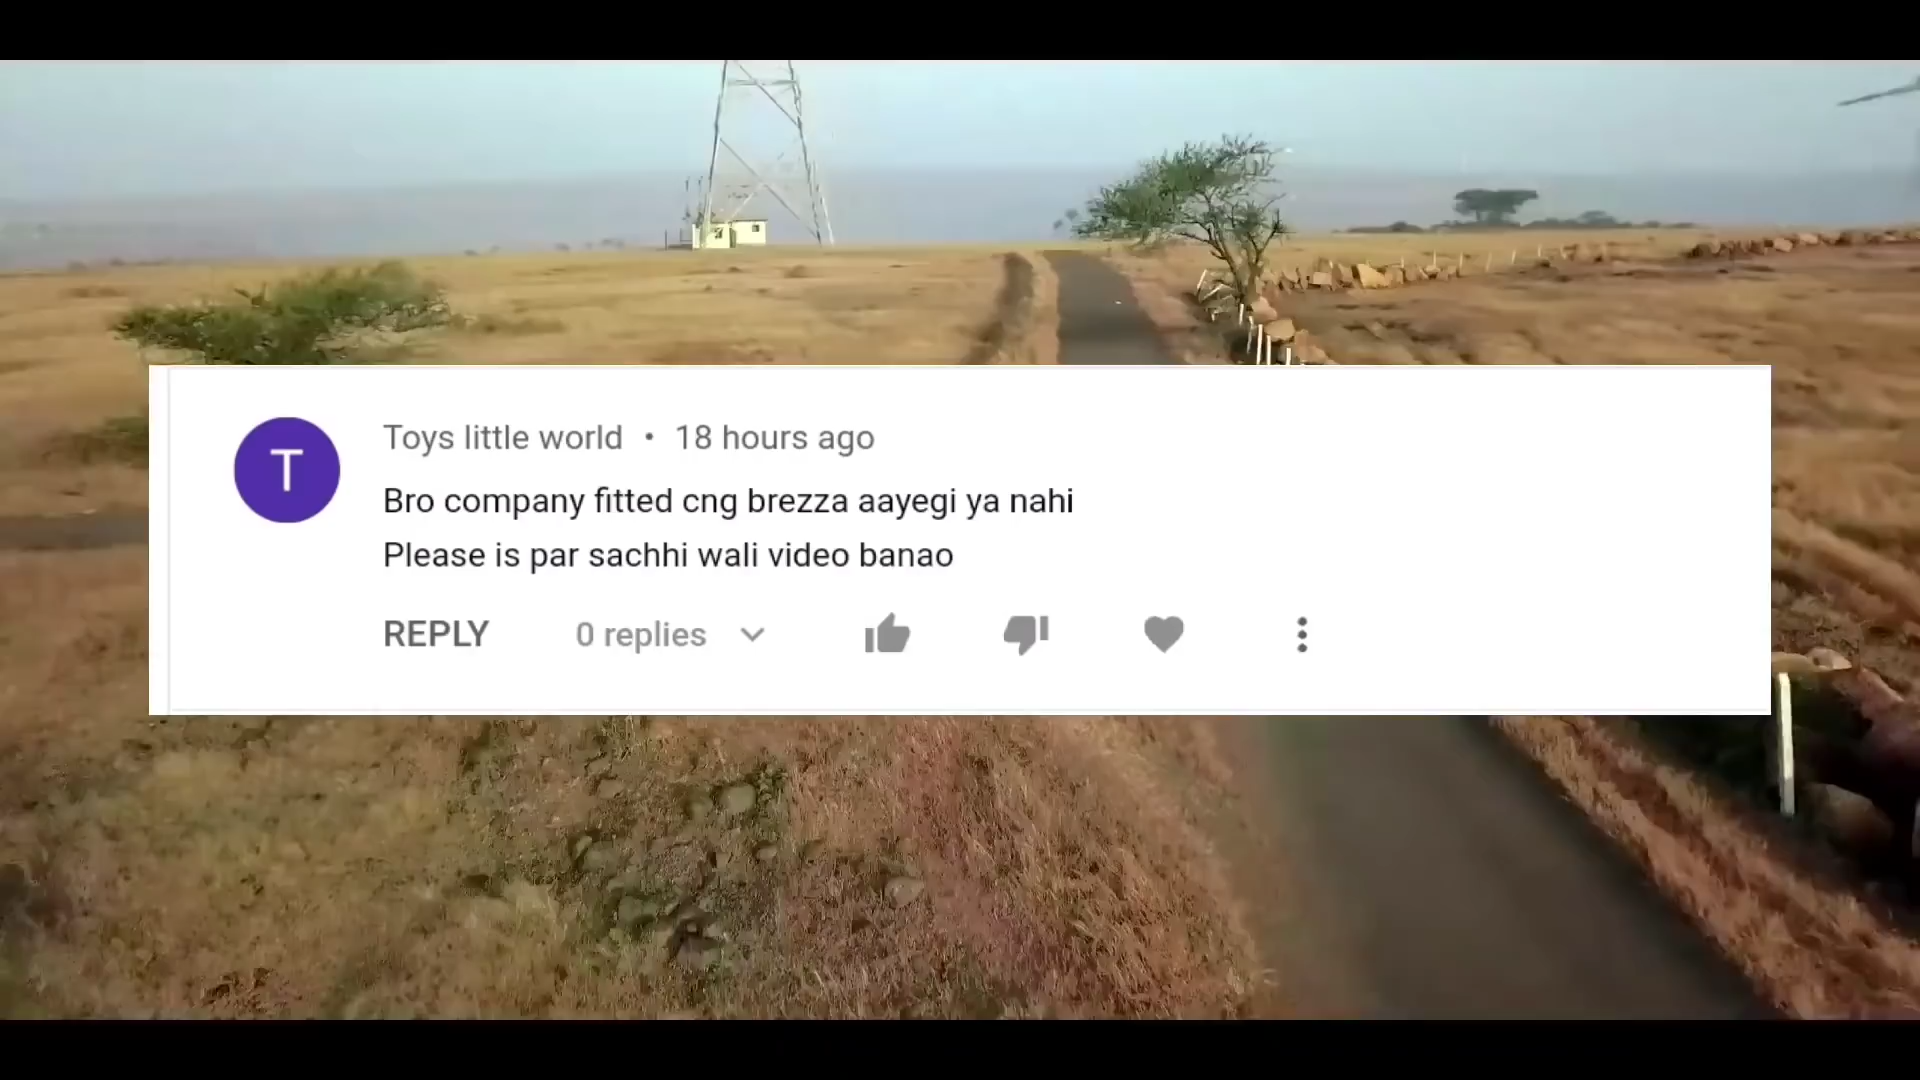 T
Toys little world • 18 hours ago
Bro company fitted cng brezza aayegi ya nahi
Please is par sachhi wali video banao
REPLY 0 replies